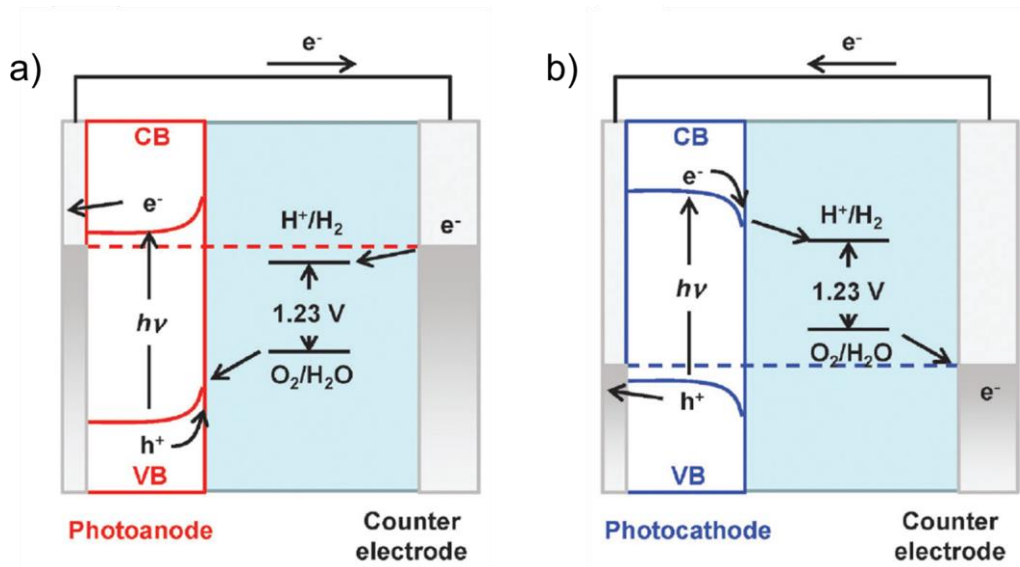 a)
e⁻
CB
e⁻
H⁺/H₂
e⁻
hν
1.23 V
O₂/H₂O
h⁺
VB
Photoanode
Counter
electrode
b)
e⁻
CB
e⁻
H⁺/H₂
hν
1.23 V
O₂/H₂O
h⁺
e⁻
VB
Photocathode
Counter
electrode